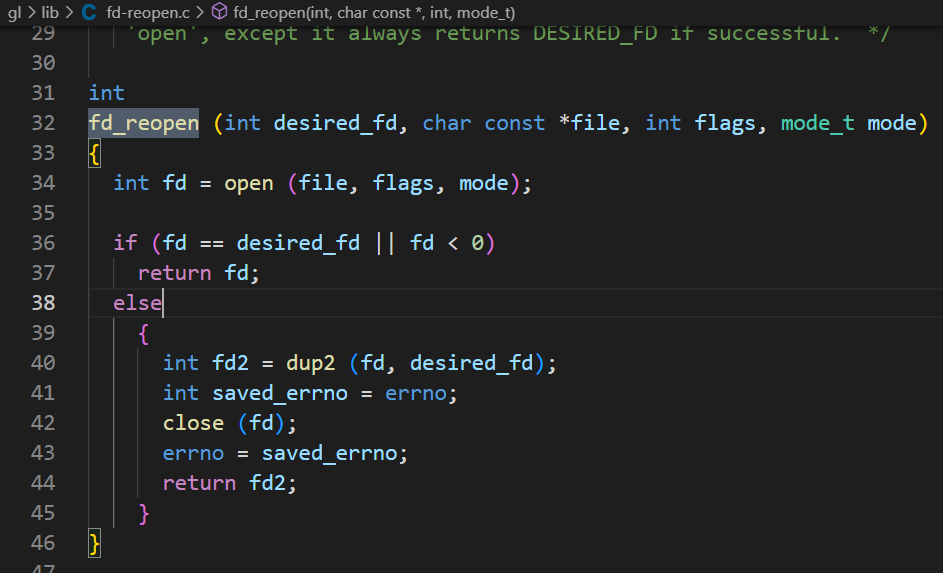 gl > lib > C fd-reopen.c > fd_reopen(int, char const *, int, mode_t)
29 'open', except it always returns DESIRED_FD if successful.  */
30
31 int
32 fd_reopen (int desired_fd, char const *file, int flags, mode_t mode)
33 {
34   int fd = open (file, flags, mode);
35
36   if (fd == desired_fd || fd < 0)
37     return fd;
38   else
39     {
40       int fd2 = dup2 (fd, desired_fd);
41       int saved_errno = errno;
42       close (fd);
43       errno = saved_errno;
44       return fd2;
45     }
46 }
47